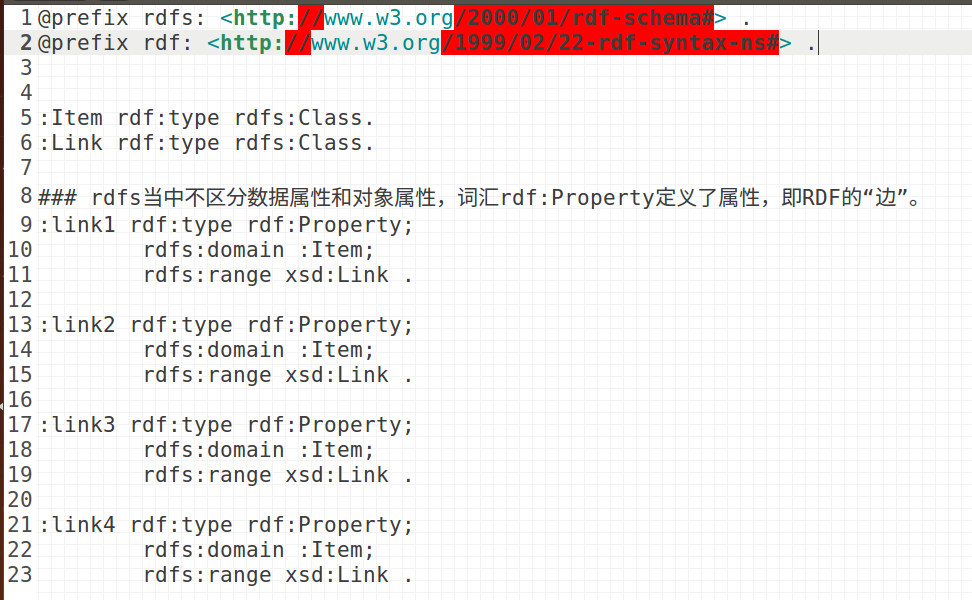 1 @prefix rdfs: <http://www.w3.org/2000/01/rdf-schema#> .
2 @prefix rdf: <http://www.w3.org/1999/02/22-rdf-syntax-ns#> .
3
4
5 :Item rdf:type rdfs:Class.
6 :Link rdf:type rdfs:Class.
7
8 ### rdfs当中不区分数据属性和对象属性，词汇rdf:Property定义了属性，即RDF的“边”。
9 :link1 rdf:type rdf:Property;
10         rdfs:domain :Item;
11         rdfs:range xsd:Link .
12
13 :link2 rdf:type rdf:Property;
14         rdfs:domain :Item;
15         rdfs:range xsd:Link .
16
17 :link3 rdf:type rdf:Property;
18         rdfs:domain :Item;
19         rdfs:range xsd:Link .
20
21 :link4 rdf:type rdf:Property;
22         rdfs:domain :Item;
23         rdfs:range xsd:Link .